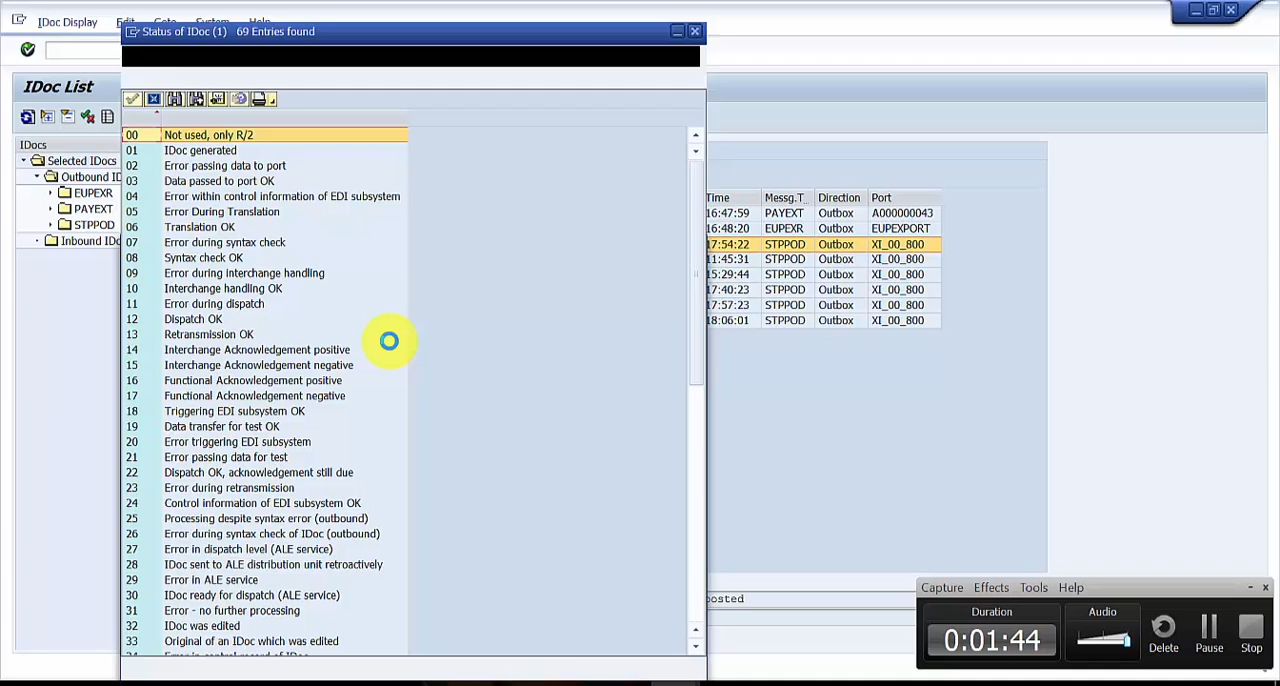 IDoc Display Edit Goto System Help
Status of IDoc (1) 69 Entries found
IDoc List
IDocs
Selected IDocs
Outbound ID
EUPEXR
PAYEXT
STPPOD
Inbound IDo
00 Not used, only R/2
01 IDoc generated
02 Error passing data to port
03 Data passed to port OK
04 Error within control information of EDI subsystem
05 Error During Translation
06 Translation OK
07 Error during syntax check
08 Syntax check OK
09 Error during interchange handling
10 Interchange handling OK
11 Error during dispatch
12 Dispatch OK
13 Retransmission OK
14 Interchange Acknowledgement positive
15 Interchange Acknowledgement negative
16 Functional Acknowledgement positive
17 Functional Acknowledgement negative
18 Triggering EDI subsystem OK
19 Data transfer for test OK
20 Error triggering EDI subsystem
21 Error passing data for test
22 Dispatch OK, acknowledgement still due
23 Error during retransmission
24 Control information of EDI subsystem OK
25 Processing despite syntax error (outbound)
26 Error during syntax check of IDoc (outbound)
27 Error in dispatch level (ALE service)
28 IDoc sent to ALE distribution unit retroactively
29 Error in ALE service
30 IDoc ready for dispatch (ALE service)
31 Error - no further processing
32 IDoc was edited
33 Original of an IDoc which was edited
34 Error in control record of IDoc
Time Messg.T... Direction Port
16:47:59 PAYEXT Outbox A000000043
16:48:20 EUPEXR Outbox EUPEXPORT
17:54:22 STPPOD Outbox XI_00_800
11:45:31 STPPOD Outbox XI_00_800
15:29:44 STPPOD Outbox XI_00_800
17:40:23 STPPOD Outbox XI_00_800
17:57:23 STPPOD Outbox XI_00_800
18:06:01 STPPOD Outbox XI_00_800
posted
Capture Effects Tools Help
Duration
0:01:44
Audio
Delete
Pause
Stop